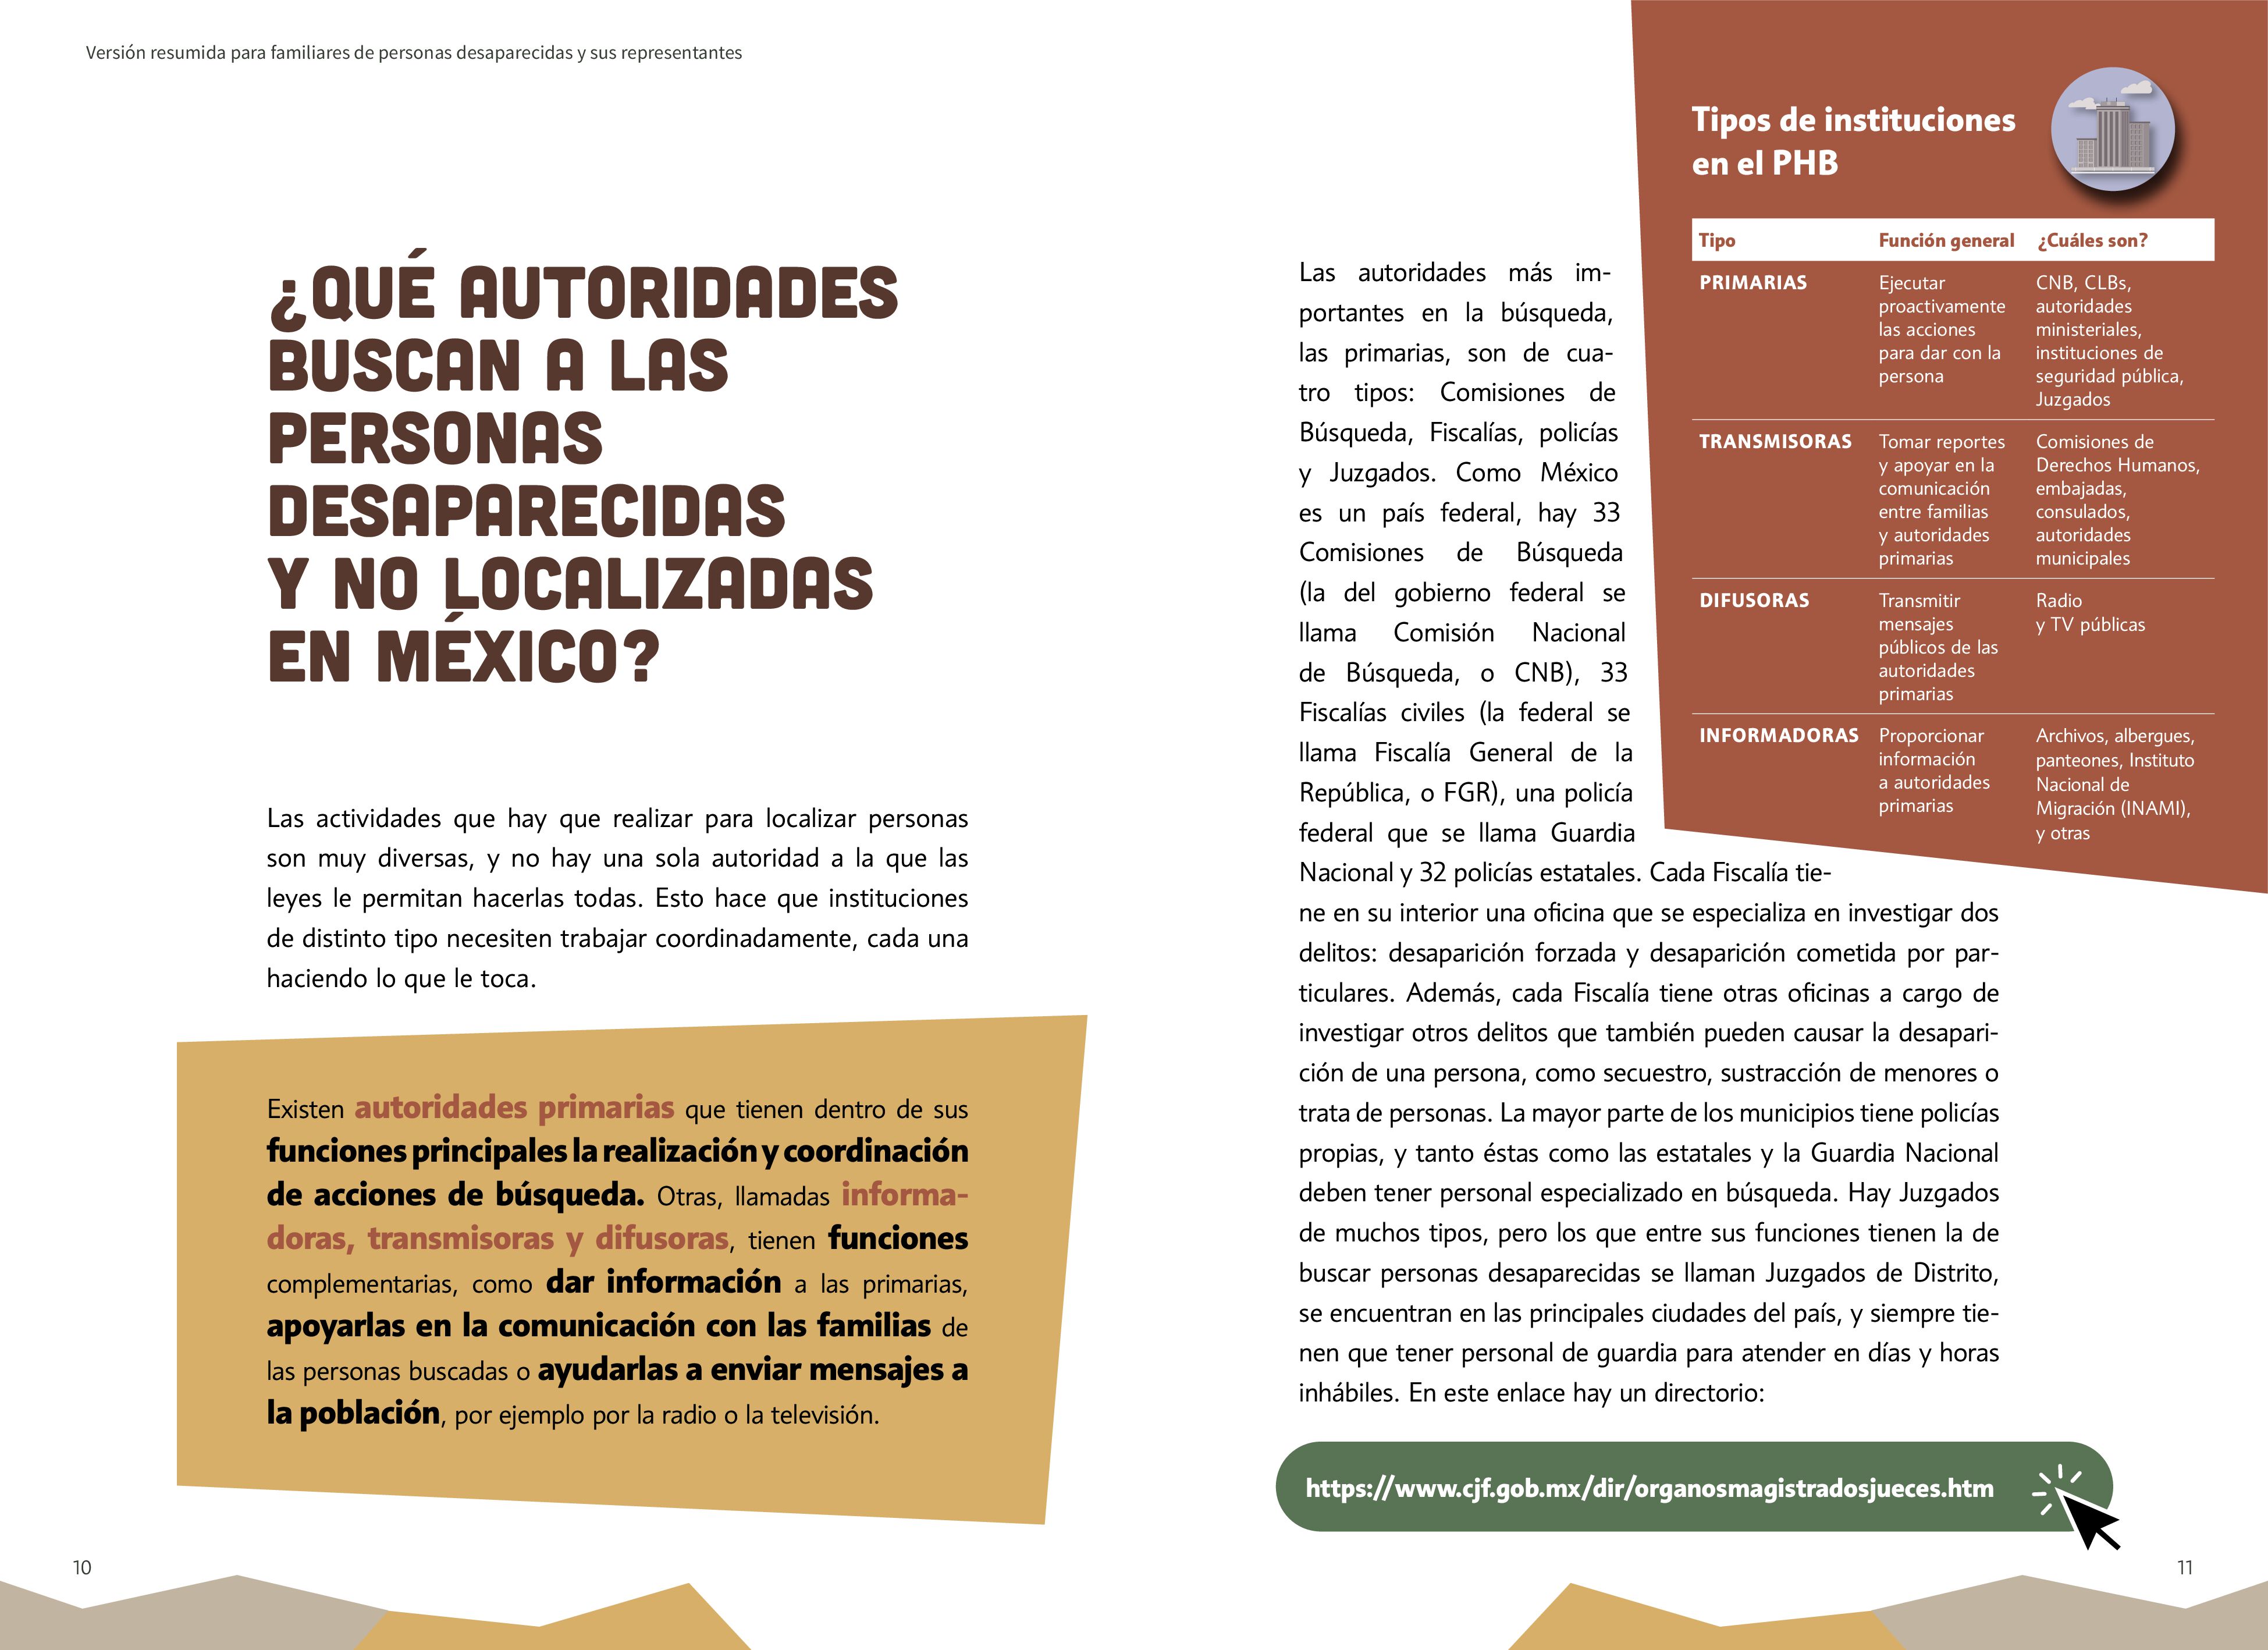 Versión resumida para familiares de personas desaparecidas y sus representantes
¿QUÉ AUTORIDADES
BUSCAN A LAS
PERSONAS
DESAPARECIDAS
Y NO LOCALIZADAS
EN MÉXICO?
Las actividades que hay que realizar para localizar personas
son muy diversas, y no hay una sola autoridad a la que las
leyes le permitan hacerlas todas. Esto hace que instituciones
de distinto tipo necesiten trabajar coordinadamente, cada una
haciendo lo que le toca.
Existen autoridades primarias que tienen dentro de sus
funciones principales la realización y coordinación
de acciones de búsqueda. Otras, llamadas informa-
doras, transmisoras y difusoras, tienen funciones
complementarias, como dar información a las primarias,
apoyarlas en la comunicación con las familias de
las personas buscadas o ayudarlas a enviar mensajes a
la población, por ejemplo por la radio o la televisión.
10
Las autoridades más im-
portantes en la búsqueda,
las primarias, son de cua-
tro tipos: Comisiones de
Búsqueda, Fiscalías, policías
y Juzgados. Como México
es un país federal, hay 33
Comisiones de Búsqueda
(la del gobierno federal se
llama Comisión Nacional
de Búsqueda, o CNB), 33
Fiscalías civiles (la federal se
llama Fiscalía General de la
República, o FGR), una policía
federal que se llama Guardia
Nacional y 32 policías estatales. Cada Fiscalía tie-
ne en su interior una oficina que se especializa en investigar dos
delitos: desaparición forzada y desaparición cometida por par-
ticulares. Además, cada Fiscalía tiene otras oficinas a cargo de
investigar otros delitos que también pueden causar la desapari-
ción de una persona, como secuestro, sustracción de menores o
trata de personas. La mayor parte de los municipios tiene policías
propias, y tanto éstas como las estatales y la Guardia Nacional
deben tener personal especializado en búsqueda. Hay Juzgados
de muchos tipos, pero los que entre sus funciones tienen la de
buscar personas desaparecidas se llaman Juzgados de Distrito,
se encuentran en las principales ciudades del país, y siempre tie-
nen que tener personal de guardia para atender en días y horas
inhábiles. En este enlace hay un directorio:
https://www.cjf.gob.mx/dir/organosmagistradosjueces.htm
Tipos de instituciones
en el PHB
Tipo Función general ¿Cuáles son?
PRIMARIAS
Ejecutar
proactivamente
las acciones
para dar con la
persona
CNB, CLBs,
autoridades
ministeriales,
instituciones de
seguridad pública,
Juzgados
TRANSMISORAS
Tomar reportes
y apoyar en la
comunicación
entre familias
y autoridades
primarias
Comisiones de
Derechos Humanos,
embajadas,
consulados,
autoridades
municipales
DIFUSORAS
Transmitir
mensajes
públicos de las
autoridades
primarias
Radio
y TV públicas
INFORMADORAS
Proporcionar
información
a autoridades
primarias
Archivos, albergues,
panteones, Instituto
Nacional de
Migración (INAMI),
y otras
11